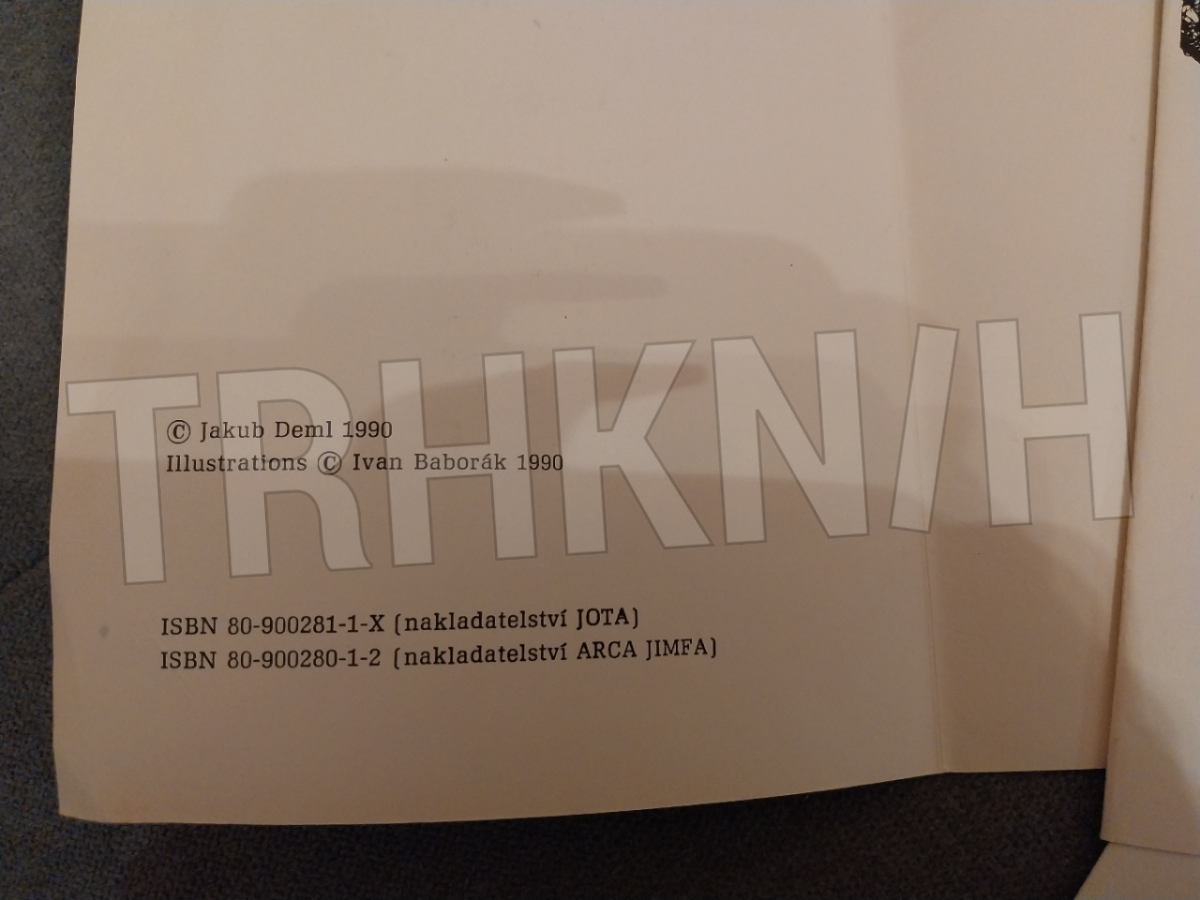 © Jakub Deml 1990
Illustrations © Ivan Baborák 1990
TRHKN/H
ISBN 80-900281-1-X (nakladatelství JOTA)
ISBN 80-900280-1-2 (nakladatelství ARCA JIMFA)